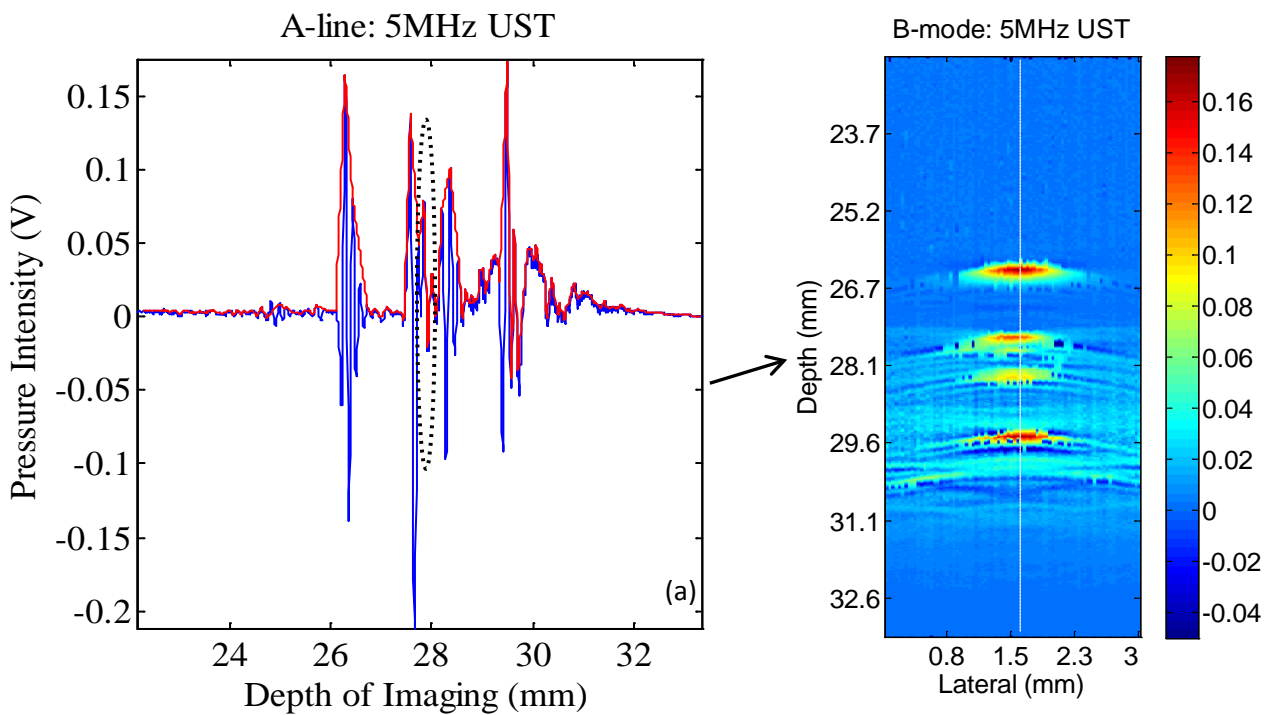 A-line: 5MHz UST
Pressure Intensity (V)
0.15
0.1
0.05
0
-0.05
-0.1
-0.15
-0.2
(a)
24 26 28 30 32
Depth of Imaging (mm)
B-mode: 5MHz UST
Depth (mm)
23.7
25.2
26.7
28.1
29.6
31.1
32.6
0.8 1.5 2.3 3
Lateral (mm)
0.16
0.14
0.12
0.1
0.08
0.06
0.04
0.02
0
-0.02
-0.04